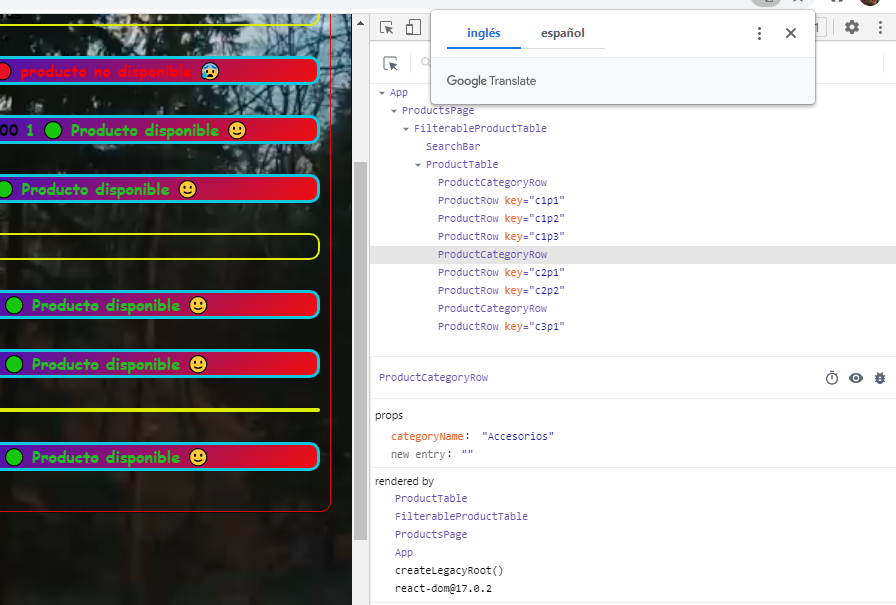 inglés
español
Google Translate
producto no disponible
00 1 Producto disponible
Producto disponible
Producto disponible
Producto disponible
Producto disponible
App
ProductsPage
FilterableProductTable
SearchBar
ProductTable
ProductCategoryRow
ProductRow key="c1p1"
ProductRow key="c1p2"
ProductRow key="c1p3"
ProductCategoryRow
ProductRow key="c2p1"
ProductRow key="c2p2"
ProductCategoryRow
ProductRow key="c3p1"
ProductCategoryRow
props
categoryName: "Accesorios"
new entry: ""
rendered by
ProductTable
FilterableProductTable
ProductsPage
App
createLegacyRoot()
react-dom@17.0.2